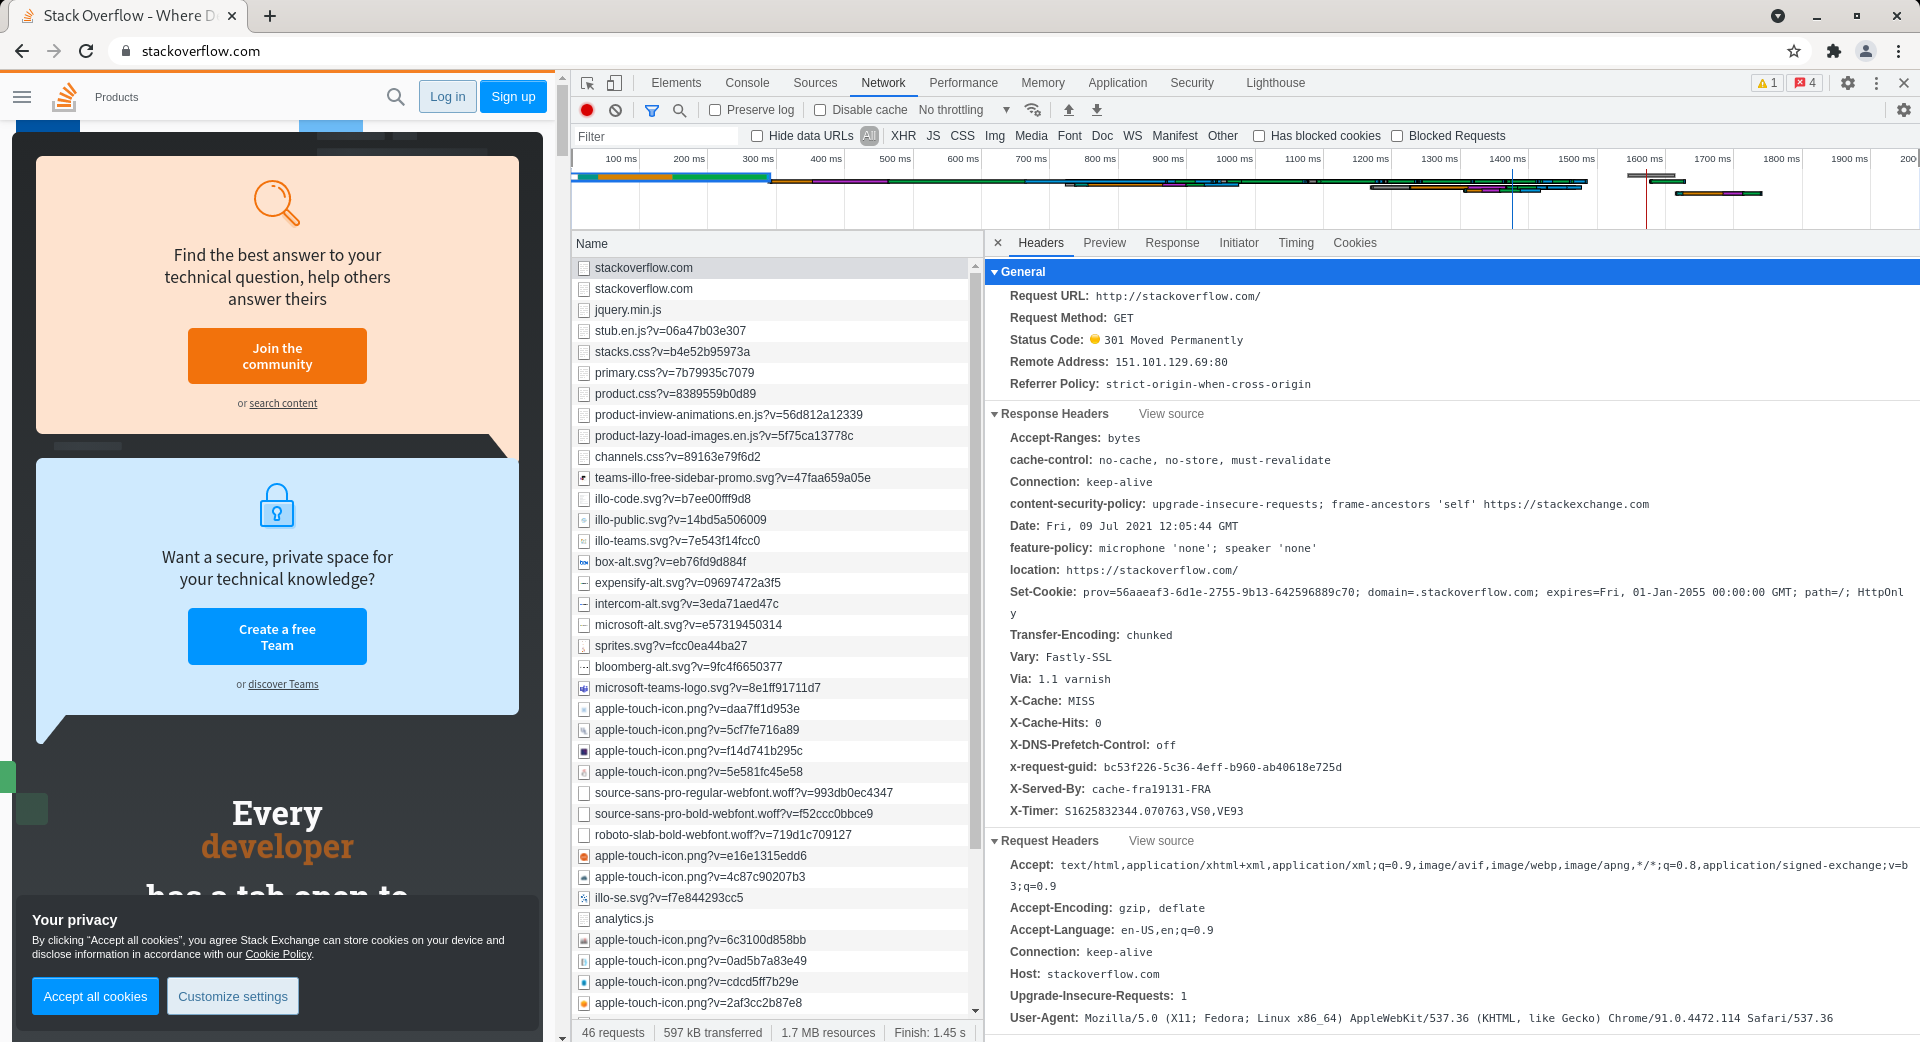 Stack Overflow - Where D
stackoverflow.com
Products
Log in
Sign up
Find the best answer to your
technical question, help others
answer theirs
Join the
community
or search content
Want a secure, private space for
your technical knowledge?
Create a free
Team
or discover Teams
Every
developer
has a tab open to
Your privacy
By clicking “Accept all cookies”, you agree Stack Exchange can store cookies on your device and
disclose information in accordance with our Cookie Policy.
Accept all cookies
Customize settings
Elements Console Sources Network Performance Memory Application Security Lighthouse 1 4
Preserve log Disable cache No throttling
Filter Hide data URLs All XHR JS CSS Img Media Font Doc WS Manifest Other Has blocked cookies Blocked Requests
100 ms 200 ms 300 ms 400 ms 500 ms 600 ms 700 ms 800 ms 900 ms 1000 ms 1100 ms 1200 ms 1300 ms 1400 ms 1500 ms 1600 ms 1700 ms 1800 ms 1900 ms 200
Name
stackoverflow.com
stackoverflow.com
jquery.min.js
stub.en.js?v=06a47b03e307
stacks.css?v=b4e52b95973a
primary.css?v=7b79935c7079
product.css?v=8389559b0d89
product-inview-animations.en.js?v=56d812a12339
product-lazy-load-images.en.js?v=5f75ca13778c
channels.css?v=89163e79f6d2
teams-illo-free-sidebar-promo.svg?v=47faa659a05e
illo-code.svg?v=b7ee00fff9d8
illo-public.svg?v=14bd5a506009
illo-teams.svg?v=7e543f14fcc0
box-alt.svg?v=eb76fd9d884f
expensify-alt.svg?v=09697472a3f5
intercom-alt.svg?v=3eda71aed47c
microsoft-alt.svg?v=e57319450314
sprites.svg?v=fcc0ea44ba27
bloomberg-alt.svg?v=9fc4f6650377
microsoft-teams-logo.svg?v=8e1ff91711d7
apple-touch-icon.png?v=daa7ff1d953e
apple-touch-icon.png?v=5cf7fe716a89
apple-touch-icon.png?v=f14d741b295c
apple-touch-icon.png?v=5e581fc45e58
source-sans-pro-regular-webfont.woff?v=993db0ec4347
source-sans-pro-bold-webfont.woff?v=f52ccc0bbce9
roboto-slab-bold-webfont.woff?v=719d1c709127
apple-touch-icon.png?v=e16e1315edd6
apple-touch-icon.png?v=4c87c90207b3
illo-se.svg?v=f7e844293cc5
analytics.js
apple-touch-icon.png?v=6c3100d858bb
apple-touch-icon.png?v=0ad5b7a83e49
apple-touch-icon.png?v=cdcd5ff7b29e
apple-touch-icon.png?v=2af3cc2b87e8
46 requests 597 kB transferred 1.7 MB resources Finish: 1.45 s
Headers Preview Response Initiator Timing Cookies
General
Request URL: http://stackoverflow.com/
Request Method: GET
Status Code: 301 Moved Permanently
Remote Address: 151.101.129.69:80
Referrer Policy: strict-origin-when-cross-origin
Response Headers View source
Accept-Ranges: bytes
cache-control: no-cache, no-store, must-revalidate
Connection: keep-alive
content-security-policy: upgrade-insecure-requests; frame-ancestors 'self' https://stackexchange.com
Date: Fri, 09 Jul 2021 12:05:44 GMT
feature-policy: microphone 'none'; speaker 'none'
location: https://stackoverflow.com/
Set-Cookie: prov=56aaeaf3-6d1e-2755-9b13-642596889c70; domain=.stackoverflow.com; expires=Fri, 01-Jan-2055 00:00:00 GMT; path=/; HttpOnl
y
Transfer-Encoding: chunked
Vary: Fastly-SSL
Via: 1.1 varnish
X-Cache: MISS
X-Cache-Hits: 0
X-DNS-Prefetch-Control: off
x-request-guid: bc53f226-5c36-4eff-b960-ab40618e725d
X-Served-By: cache-fra19131-FRA
X-Timer: S1625832344.070763,VS0,VE93
Request Headers View source
Accept: text/html,application/xhtml+xml,application/xml;q=0.9,image/avif,image/webp,image/apng,*/*;q=0.8,application/signed-exchange;v=b
3;q=0.9
Accept-Encoding: gzip, deflate
Accept-Language: en-US,en;q=0.9
Connection: keep-alive
Host: stackoverflow.com
Upgrade-Insecure-Requests: 1
User-Agent: Mozilla/5.0 (X11; Fedora; Linux x86_64) AppleWebKit/537.36 (KHTML, like Gecko) Chrome/91.0.4472.114 Safari/537.36